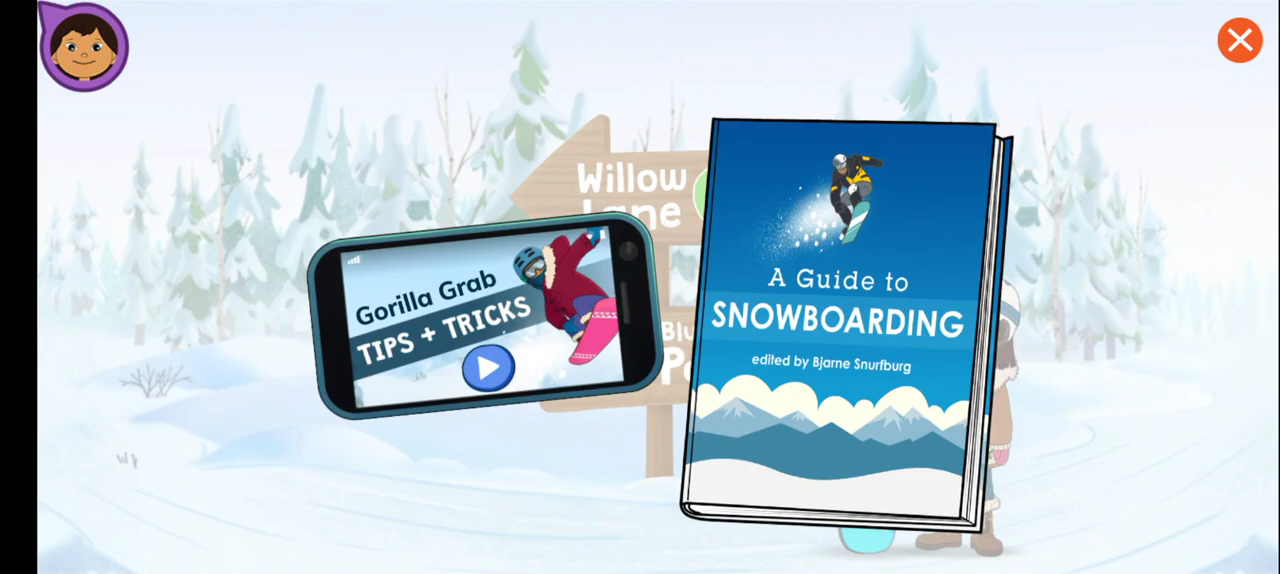 Willow
Lane
Gorilla Grab
TIPS + TRICKS
A Guide to
SNOWBOARDING
edited by Bjarne Snurfburg